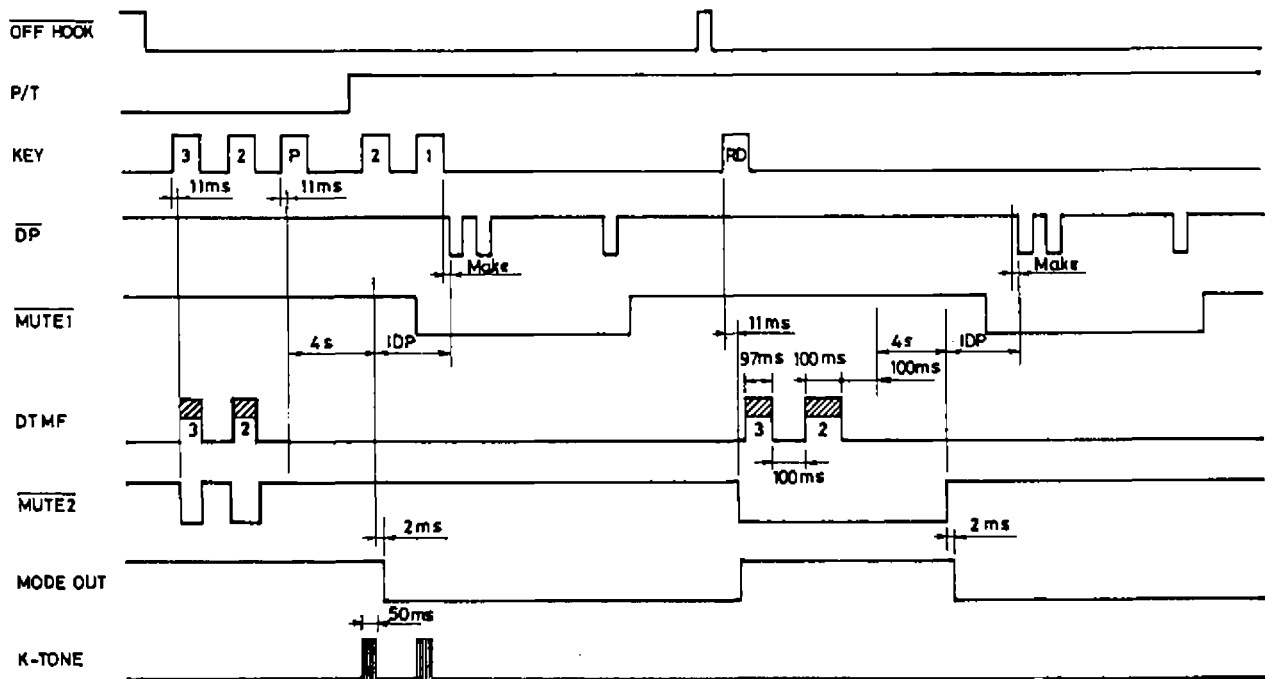 OFF HOOK
P/T
KEY 3 2 P 2 1 RD
11ms 11ms
DP
Make Make
MUTE1
11ms
4s IDP 4s IDP
97ms 100ms 100ms
DTMF
3 2 3 2
100ms
MUTE2
2ms 2ms
MODE OUT
50ms
K-TONE